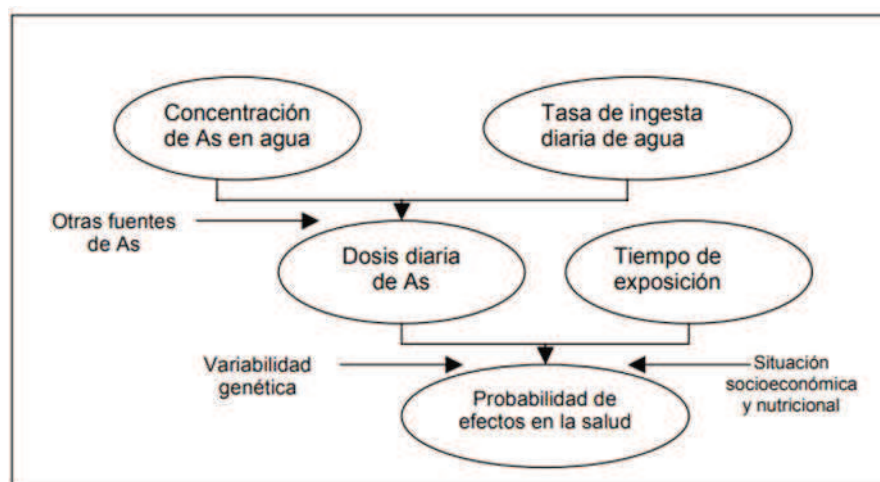 Concentración
de As en agua
Tasa de ingesta
diaria de agua
Otras fuentes
de As
Dosis diaria
de As
Tiempo de
exposición
Variabilidad
genética
Probabilidad de
efectos en la salud
Situación
socioeconómica
y nutricional